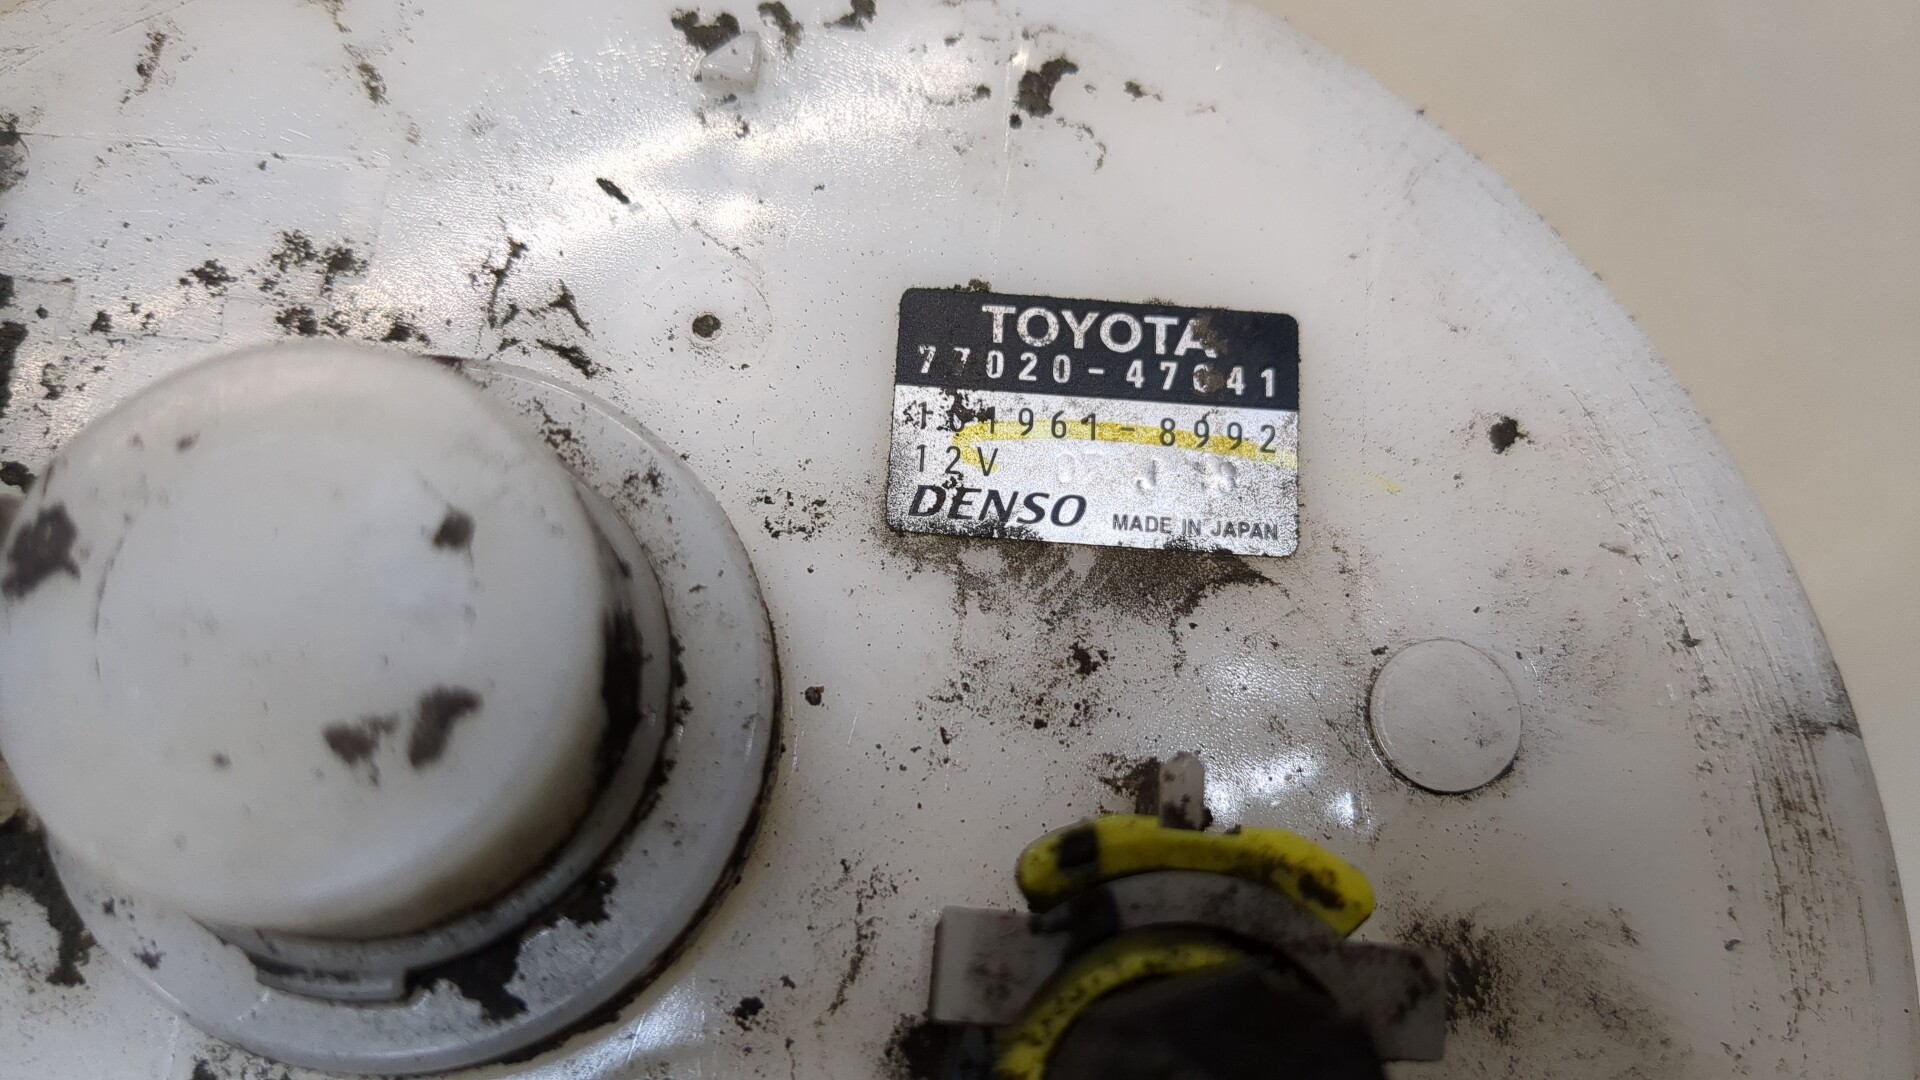 TOYOTA
77020-47041
101961-8992
12V
DENSO MADE IN JAPAN